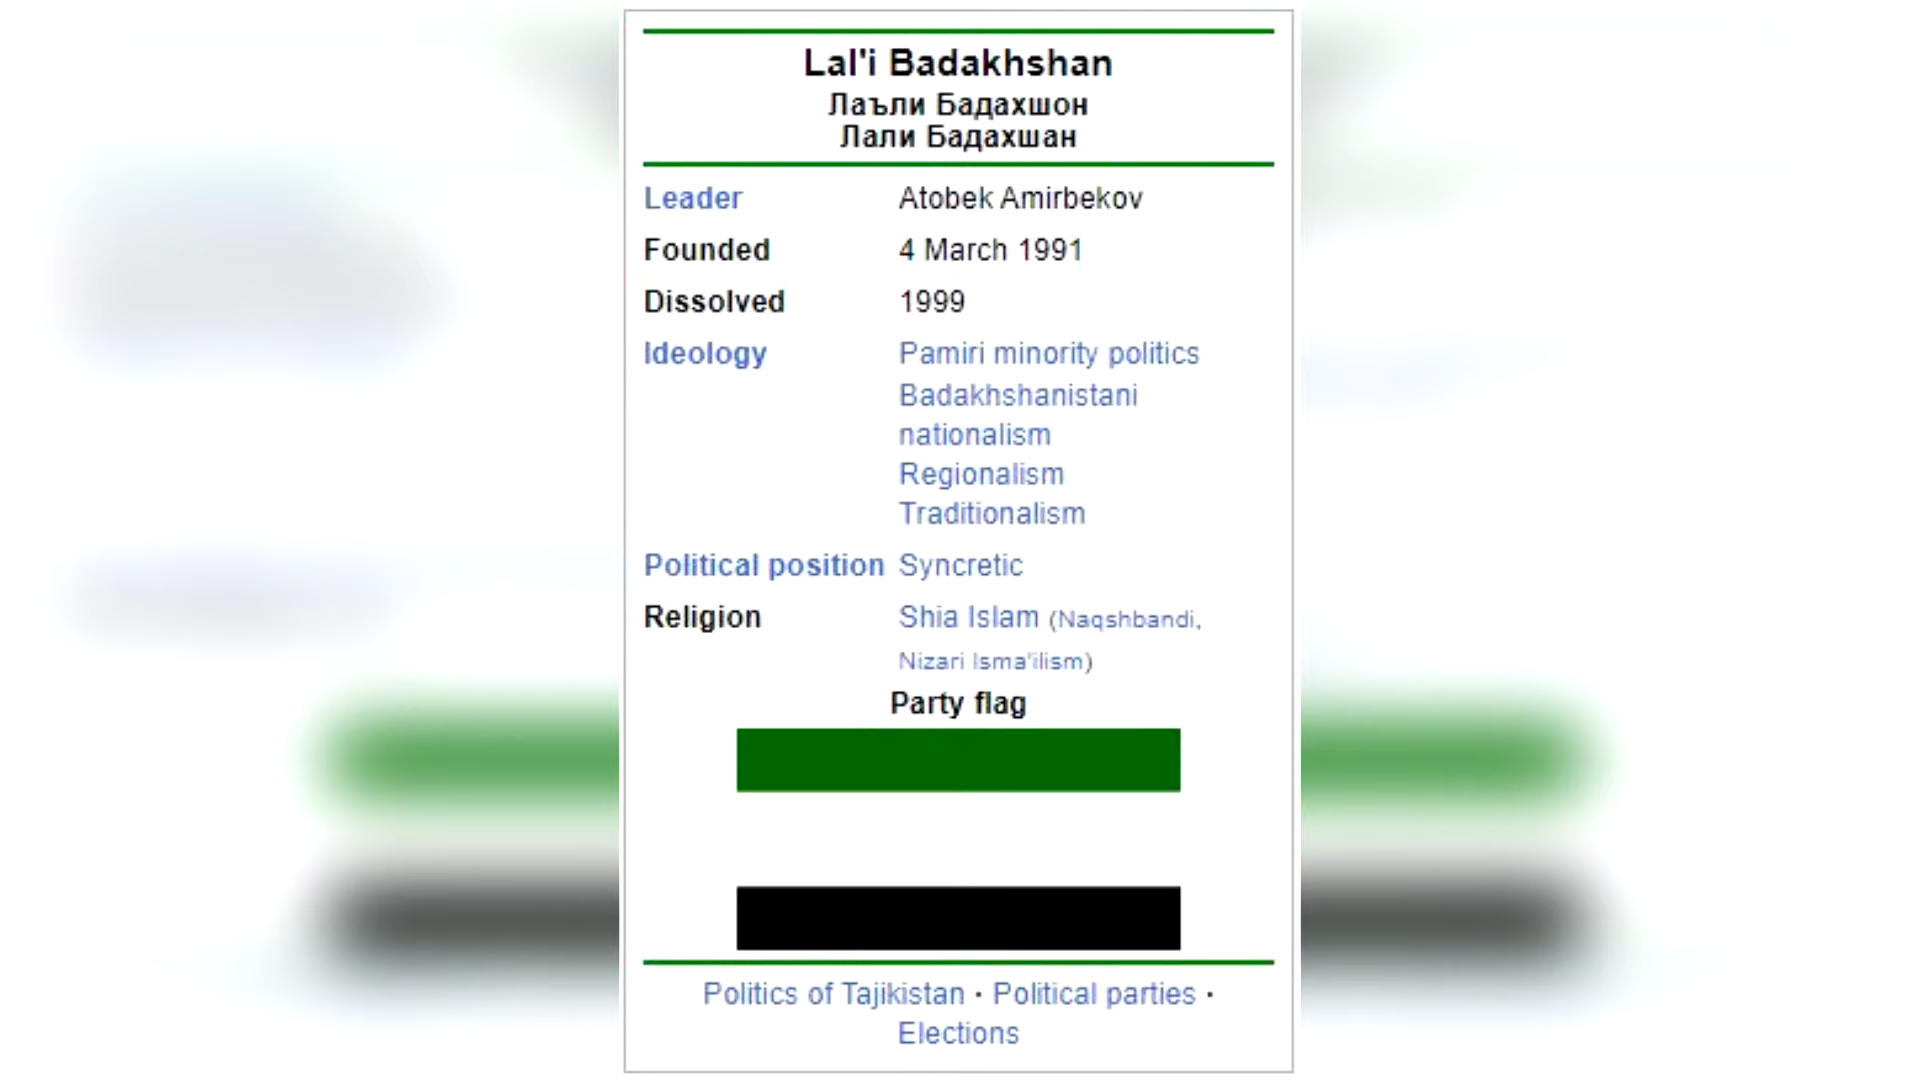 Lal'i Badakhshan
Лаъли Бадахшон
Лали Бадахшан
Leader Atobek Amirbekov
Founded 4 March 1991
Dissolved 1999
Ideology Pamiri minority politics
Badakhshanistani
nationalism
Regionalism
Traditionalism
Political position Syncretic
Religion Shia Islam (Naqshbandi,
Nizari Isma'ilism)
Party flag
Politics of Tajikistan · Political parties ·
Elections